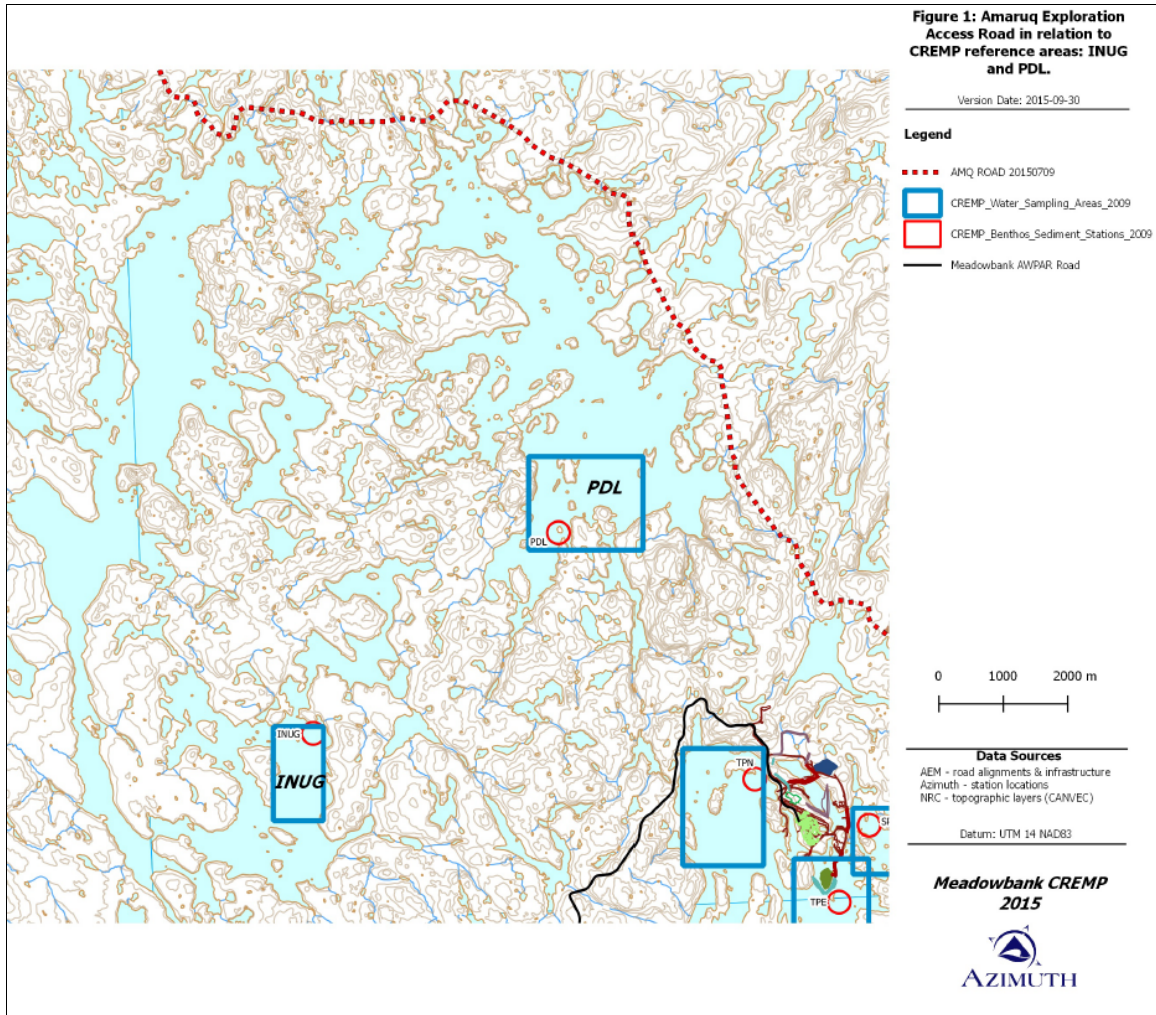 Figure 1: Amaruq Exploration
Access Road in relation to
CREMP reference areas: INUG
and PDL.
Version Date: 2015-09-30
Legend
AMQ ROAD 20150709
CREMP_Water_Sampling_Areas_2009
CREMP_Benthos_Sediment_Stations_2009
Meadowbank AWPAR Road
PDL
PDL
INUG
INUG
TPN
TPE
0 1000 2000 m
Data Sources
AEM - road alignments & infrastructure
Azimuth - station locations
NRC - topographic layers (CANVEC)
Datum: UTM 14 NAD83
Meadowbank CREMP
2015
AZIMUTH